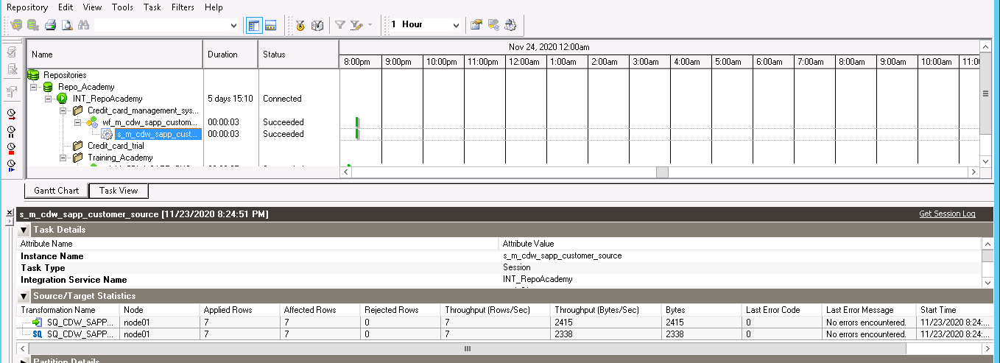 Repository Edit View Tools Task Filters Help
1 Hour
Name Duration Status Nov 24, 2020 12:00am
8:00pm 9:00pm 10:00pm 11:00pm 12:00am 1:00am 2:00am 3:00am 4:00am 5:00am 6:00am 7:00am 8:00am 9:00am 10:00am 11:0
Repositories
Repo_Academy
INT_RepoAcademy 5 days 15:10 Connected
Credit_card_management_sys...
wf_m_cdw_sapp_custom... 00:00:03 Succeeded
s_m_cdw_sapp_cust... 00:00:03 Succeeded
Credit_card_trial
Training_Academy
Gantt Chart Task View
s_m_cdw_sapp_customer_source [11/23/2020 8:24:51 PM] Get Session Log
Task Details
Attribute Name Attribute Value
Instance Name s_m_cdw_sapp_customer_source
Task Type Session
Integration Service Name INT_RepoAcademy
Source/Target Statistics
Transformation Name Node Applied Rows Affected Rows Rejected Rows Throughput (Rows/Sec) Throughput (Bytes/Sec) Bytes Last Error Code Last Error Message Start Time
SQ_CDW_SAPP... node01 7 7 0 7 2415 2415 0 No errors encountered. 11/23/2020 8:24:...
SQ SQ_CDW_SAPP... node01 7 7 0 7 2338 2338 0 No errors encountered. 11/23/2020 8:24:...
Partition Details